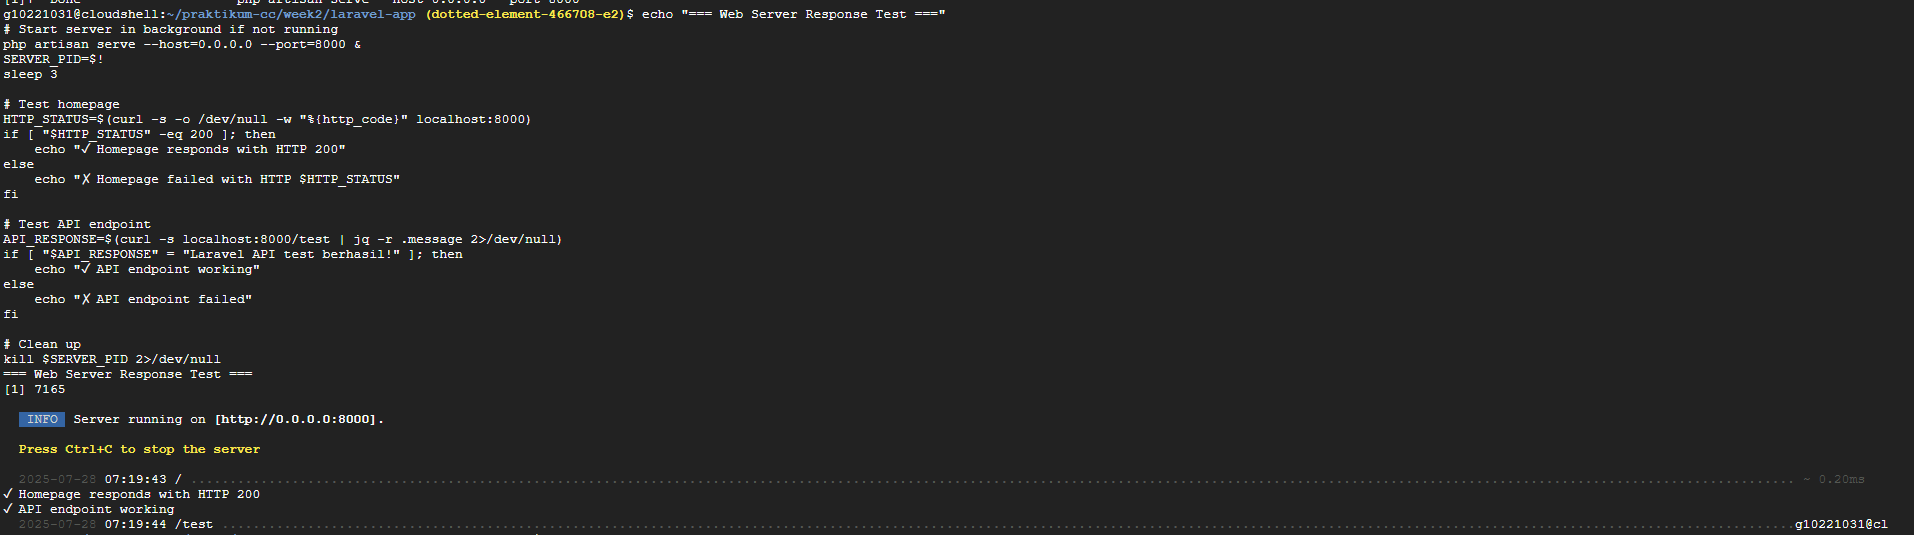 g10221031@cloudshell:~/praktikum-cc/week2/laravel-app (dotted-element-466708-e2)$ echo "=== Web Server Response Test ==="
# Start server in background if not running
php artisan serve --host=0.0.0.0 --port=8000 &
SERVER_PID=$!
sleep 3

# Test homepage
HTTP_STATUS=$(curl -s -o /dev/null -w "%{http_code}" localhost:8000)
if [ "$HTTP_STATUS" -eq 200 ]; then
    echo "✓ Homepage responds with HTTP 200"
else
    echo "✗ Homepage failed with HTTP $HTTP_STATUS"
fi

# Test API endpoint
API_RESPONSE=$(curl -s localhost:8000/test | jq -r .message 2>/dev/null)
if [ "$API_RESPONSE" = "Laravel API test berhasil!" ]; then
    echo "✓ API endpoint working"
else
    echo "✗ API endpoint failed"
fi

# Clean up
kill $SERVER_PID 2>/dev/null
=== Web Server Response Test ===
[1] 7165

  INFO  Server running on [http://0.0.0.0:8000].

  Press Ctrl+C to stop the server

  2025-07-28 07:19:43 / ........................................ ~ 0.20ms
✓ Homepage responds with HTTP 200
✓ API endpoint working
  2025-07-28 07:19:44 /test ........................................g10221031@cl